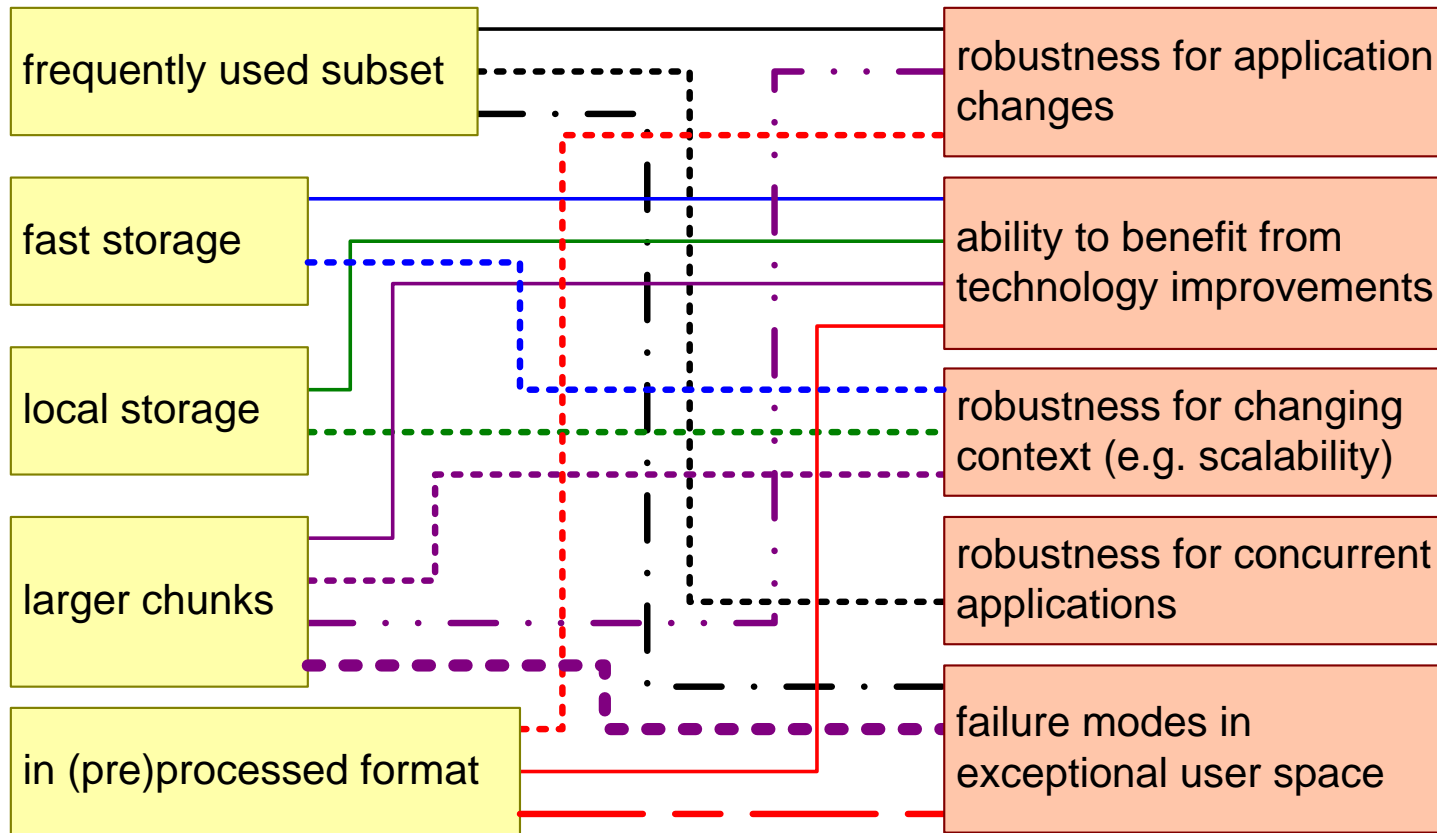 frequently used subset
fast storage
local storage
larger chunks
in (pre)processed format
robustness for application
changes
ability to benefit from
technology improvements
robustness for changing
context (e.g. scalability)
robustness for concurrent
applications
failure modes in
exceptional user space